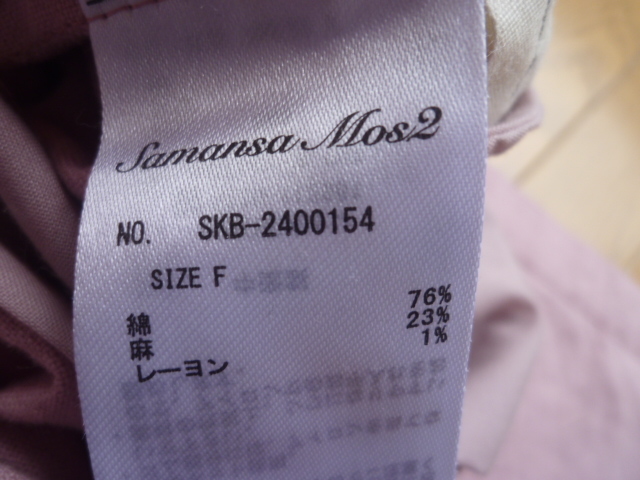 Samansa Mos2
NO. SKB-2400154
SIZE F
綿 76%
麻 23%
レーヨン 1%